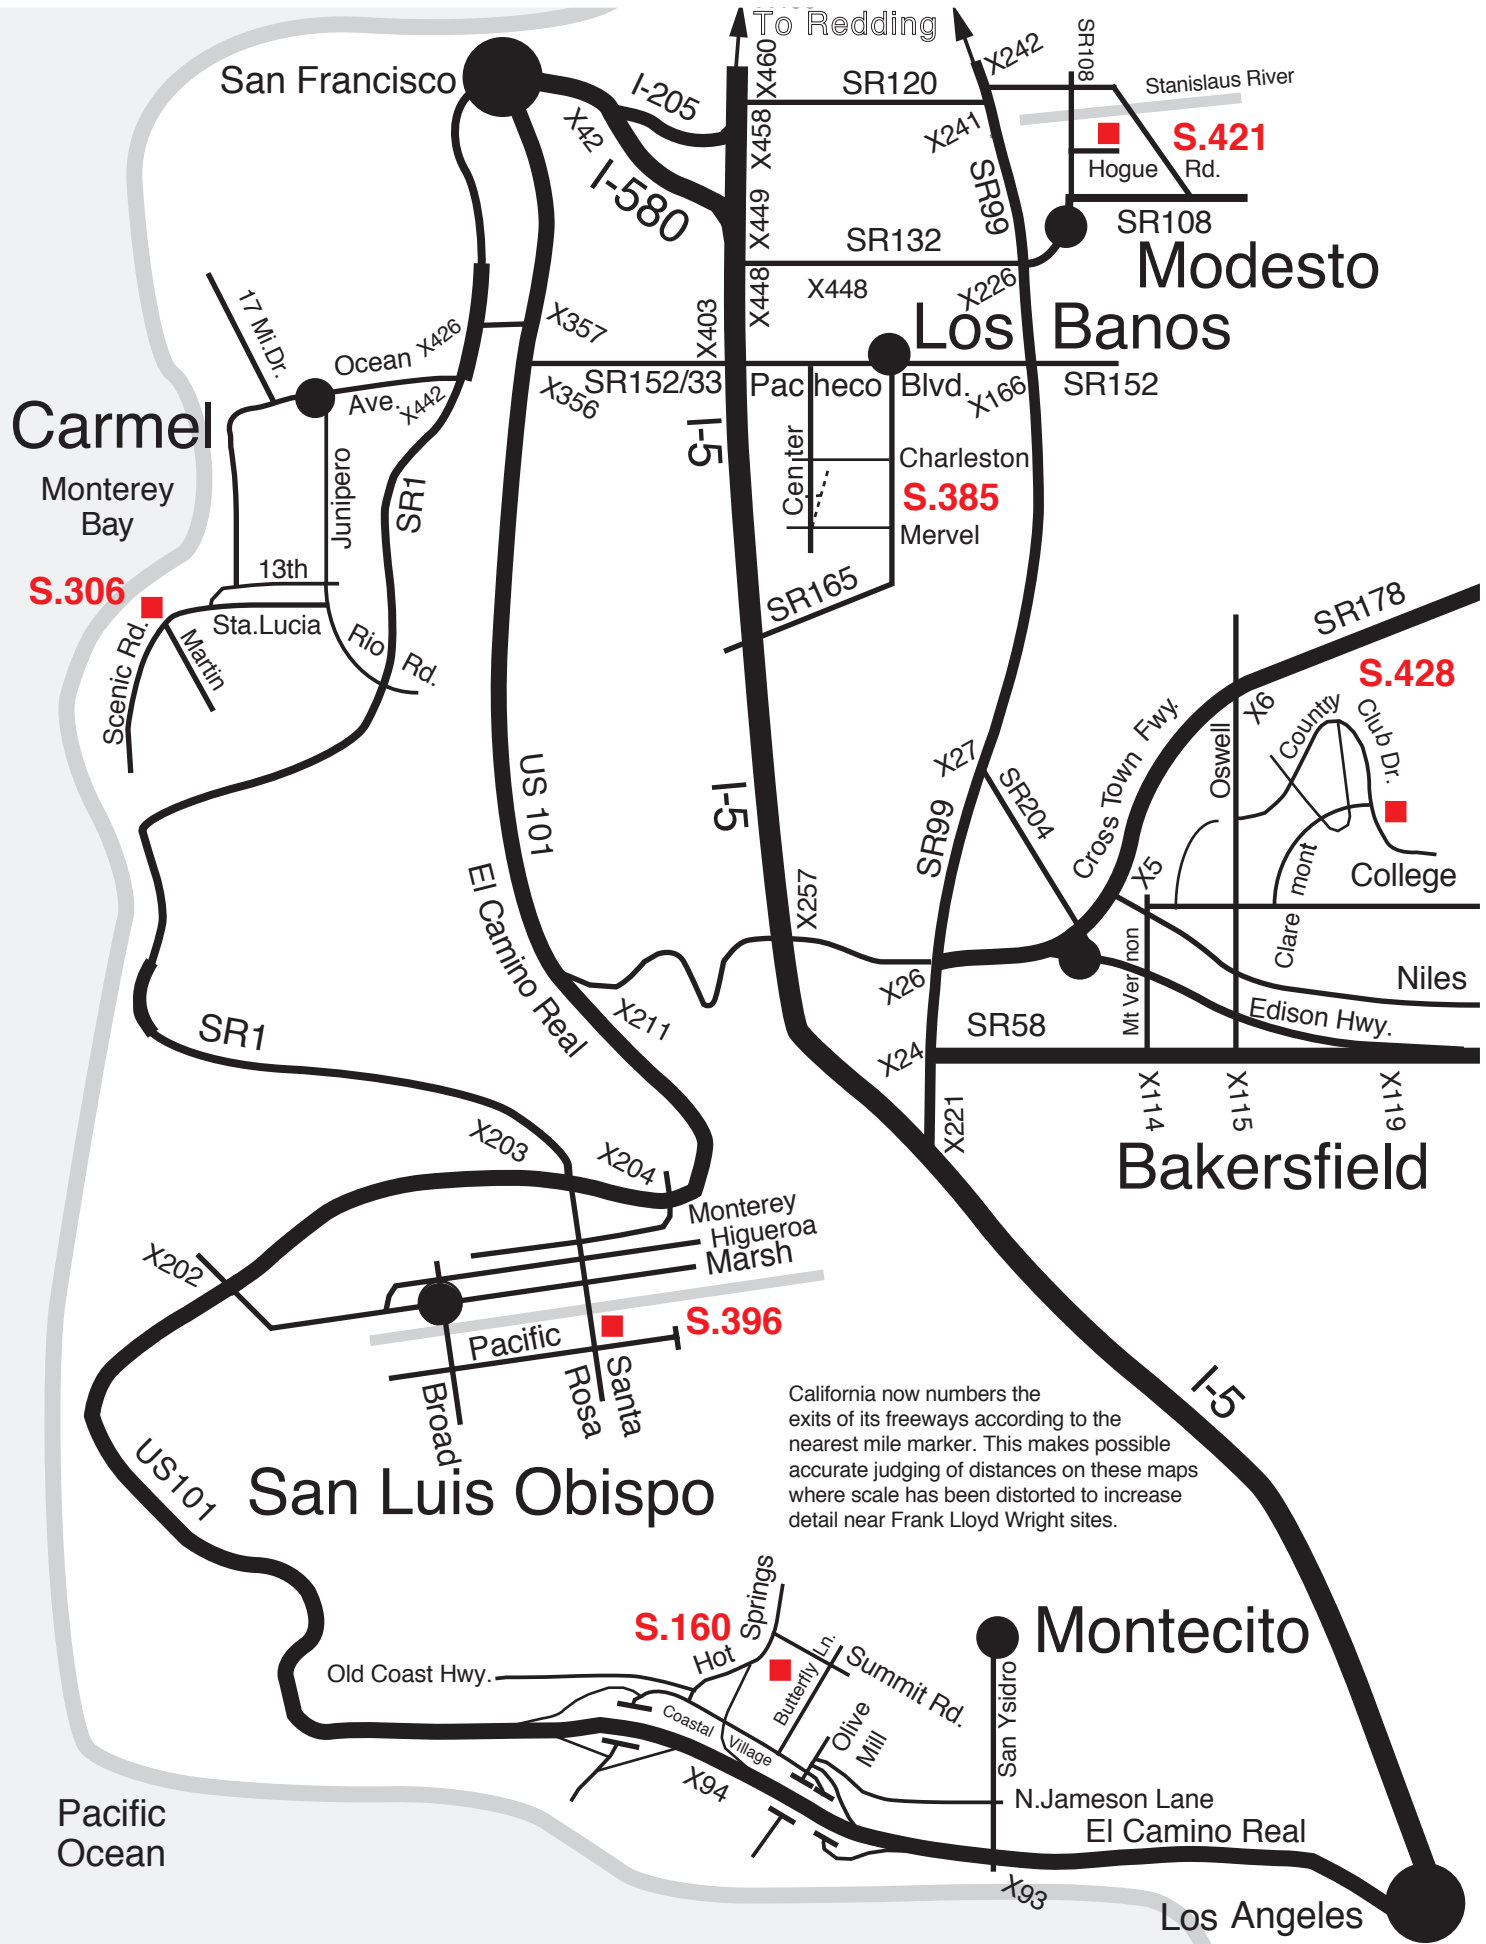 To Redding
San Francisco
I-205
X42
I-580
X460
X458
X449
X448
X403
SR120
X242
SR108
Stanislaus River
X241
S.421
Hogue Rd.
SR99
SR108
SR132
Modesto
X448
X226
Los Banos
17 Mi.Dr.
Ocean
Ave.
X426
X442
X357
X356
SR152/33
Pacheco Blvd.
X166
SR152
Carmel
Monterey
Bay
Junipero
SR1
I-5
Center
Charleston
S.385
Mervel
SR165
13th
S.306
Sta.Lucia
Rio Rd.
Martin
Scenic Rd.
SR178
S.428
X6
Country Club Dr.
Oswell
Cross Town Fwy.
X27
SR204
SR99
US 101
I-5
El Camino Real
X257
X5
Claremont
College
Mt Vernon
Niles
Edison Hwy.
X26
X211
SR58
X24
SR1
X221
X114
X115
X119
Bakersfield
X203
X204
Monterey
Higueroa
Marsh
X202
Pacific
S.396
Broad
Santa
Rosa
San Luis Obispo
US101
I-5
California now numbers the
exits of its freeways according to the
nearest mile marker. This makes possible
accurate judging of distances on these maps
where scale has been distorted to increase
detail near Frank Lloyd Wright sites.
S.160
Hot Springs
Butterfly Ln.
Summit Rd.
Montecito
Old Coast Hwy.
Coastal Village
Olive
Mill
San Ysidro
X94
N.Jameson Lane
El Camino Real
X93
Pacific
Ocean
Los Angeles